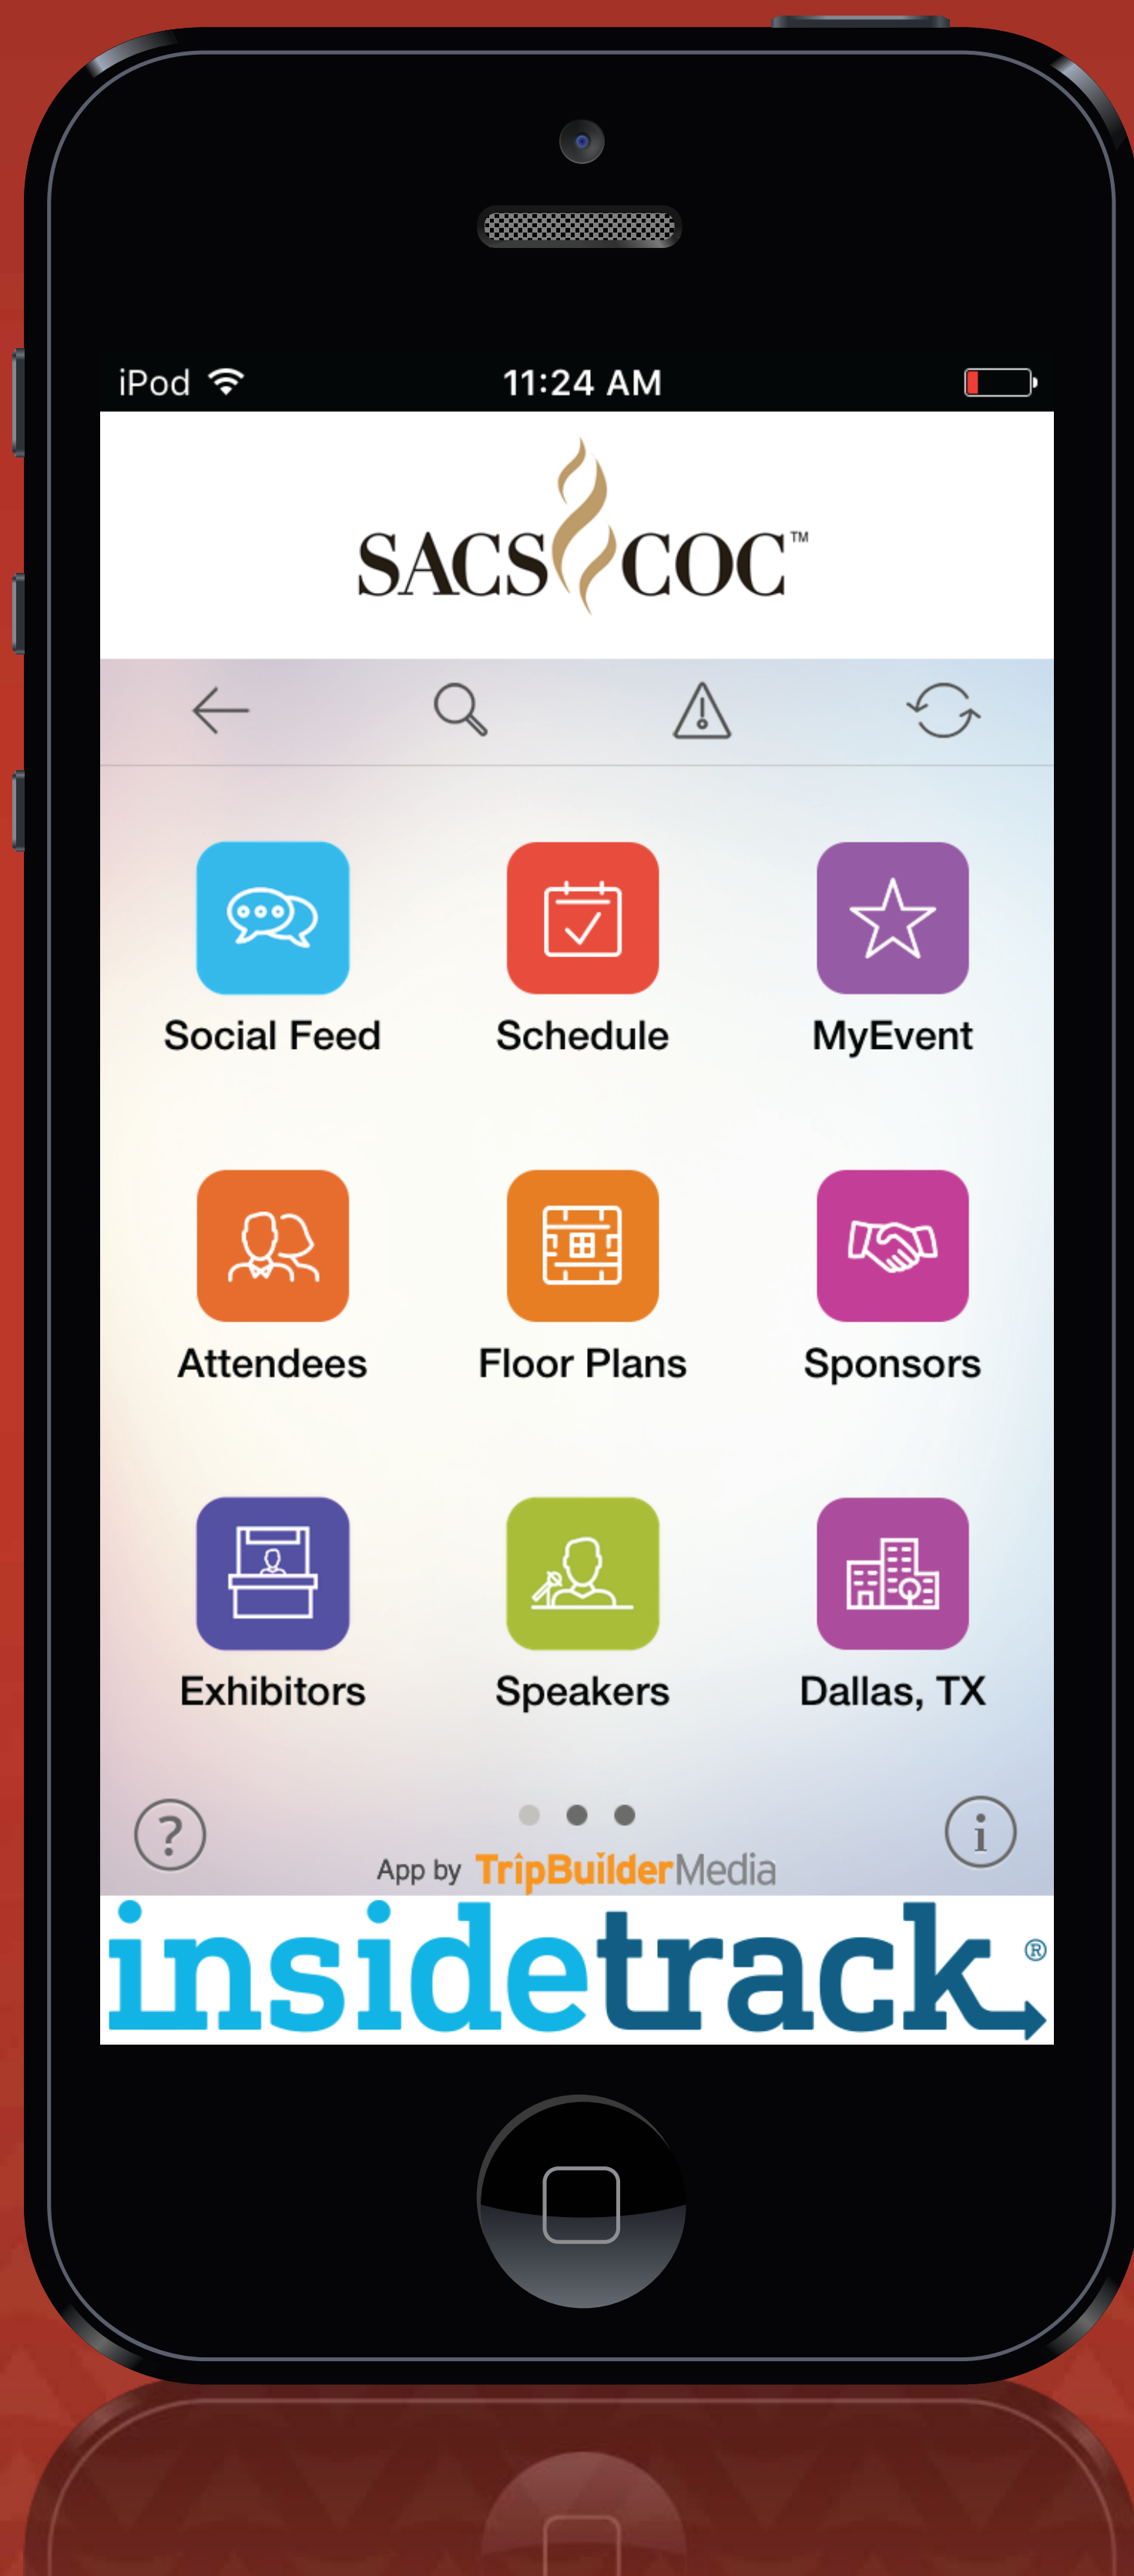 iPod 11:24 AM
SACS COC™
Social Feed Schedule MyEvent
Attendees Floor Plans Sponsors
Exhibitors Speakers Dallas, TX
? i
App by TripBuilderMedia
insidetrack®